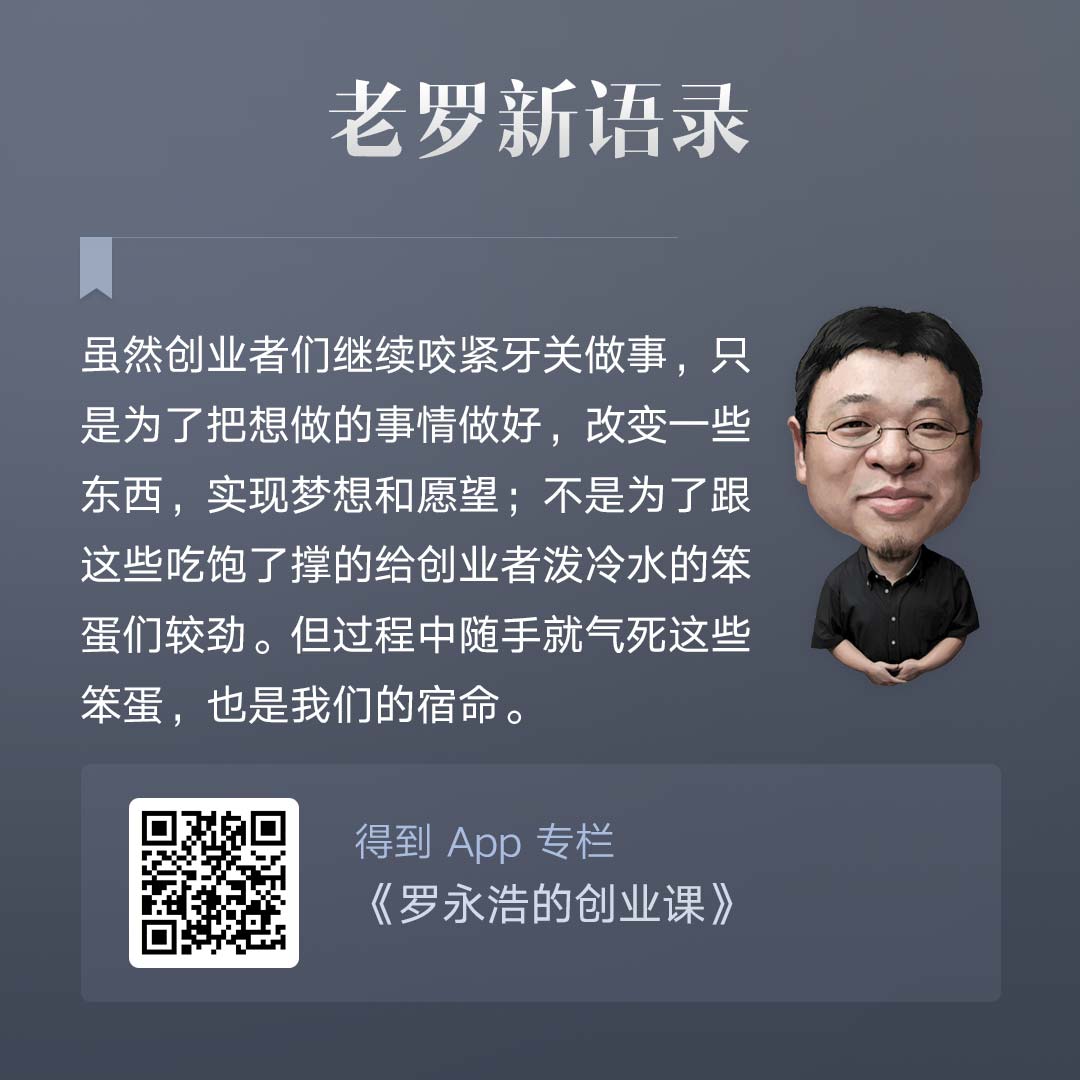 老罗新语录
虽然创业者们继续咬紧牙关做事，只
是为了把想做的事情做好，改变一些
东西，实现梦想和愿望；不是为了跟
这些吃饱了撑的给创业者泼冷水的笨
蛋们较劲。但过程中随手就气死这些
笨蛋，也是我们的宿命。
得到 App 专栏
《罗永浩的创业课》